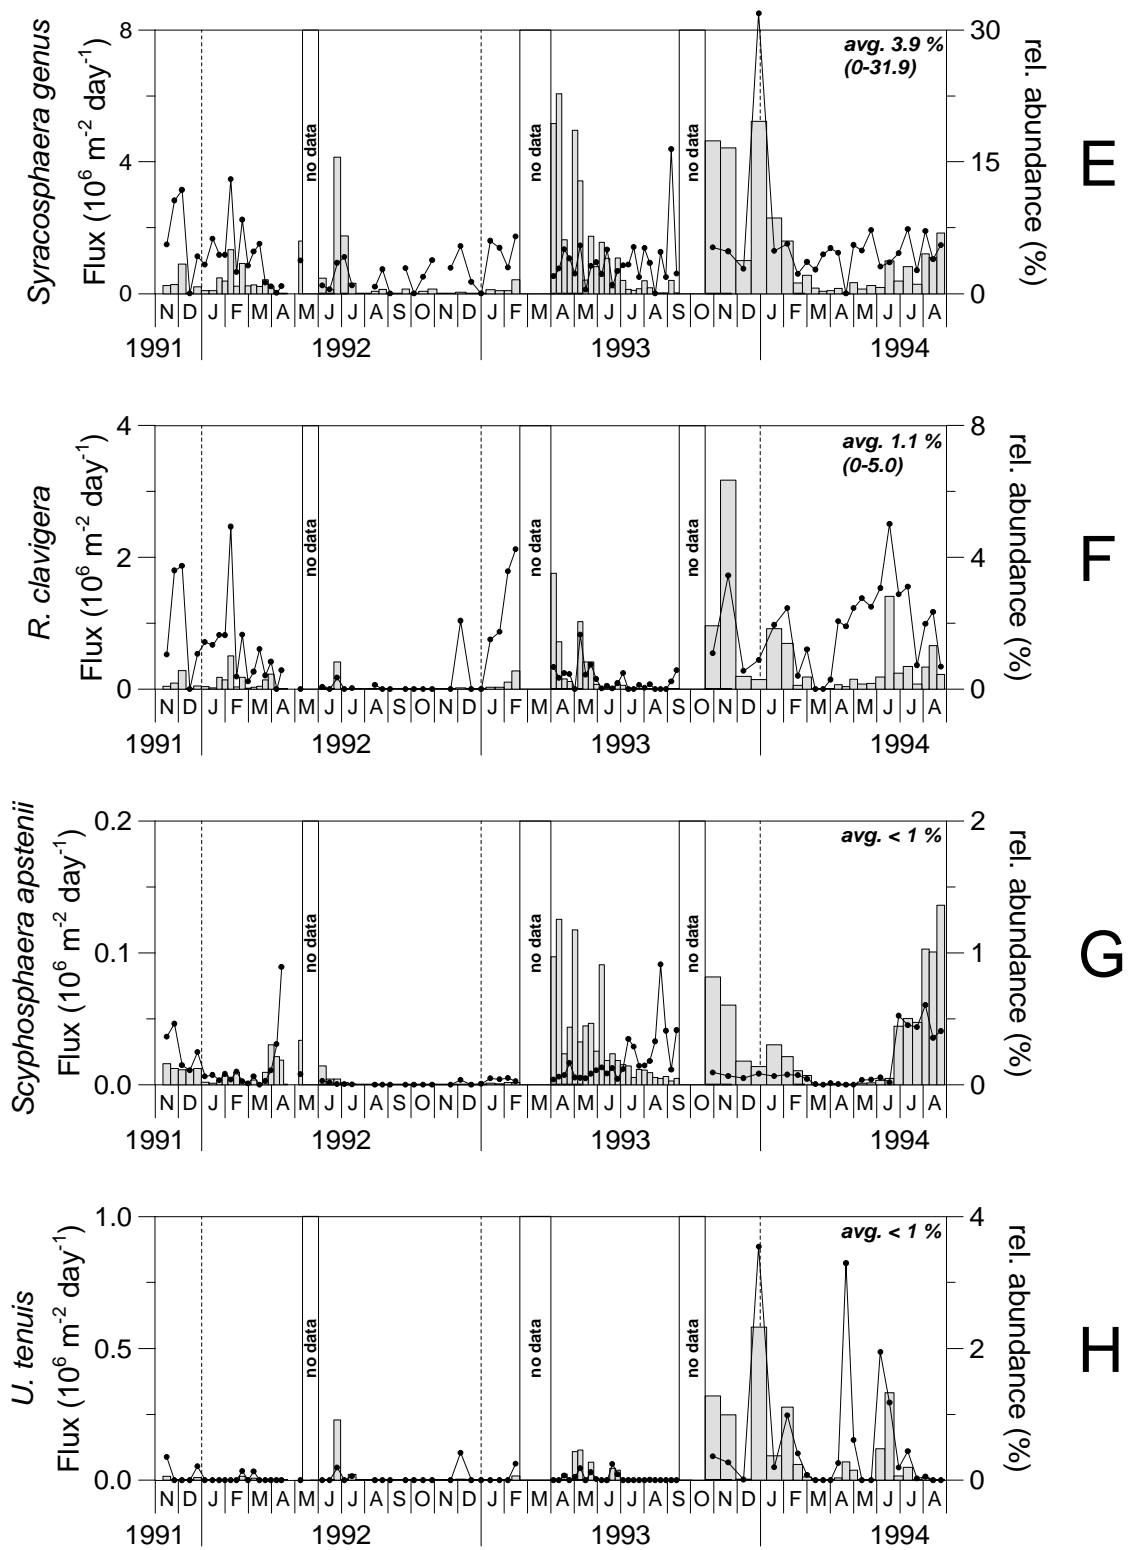 Syracosphaera genus
Flux (10⁶ m⁻² day⁻¹)
8
4
0
no data
no data
no data
avg. 3.9 %
(0-31.9)
30
15
0
rel. abundance (%)
E
N D J F M A M J J A S O N D J F M A M J J A S O N D J F M A M J J A
1991 1992 1993 1994
R. clavigera
Flux (10⁶ m⁻² day⁻¹)
4
2
0
no data
no data
no data
avg. 1.1 %
(0-5.0)
8
4
0
rel. abundance (%)
F
N D J F M A M J J A S O N D J F M A M J J A S O N D J F M A M J J A
1991 1992 1993 1994
Scyphosphaera apstenii
Flux (10⁶ m⁻² day⁻¹)
0.2
0.1
0.0
no data
no data
no data
avg. < 1 %
2
1
0
rel. abundance (%)
G
N D J F M A M J J A S O N D J F M A M J J A S O N D J F M A M J J A
1991 1992 1993 1994
U. tenuis
Flux (10⁶ m⁻² day⁻¹)
1.0
0.5
0.0
no data
no data
no data
avg. < 1 %
4
2
0
rel. abundance (%)
H
N D J F M A M J J A S O N D J F M A M J J A S O N D J F M A M J J A
1991 1992 1993 1994